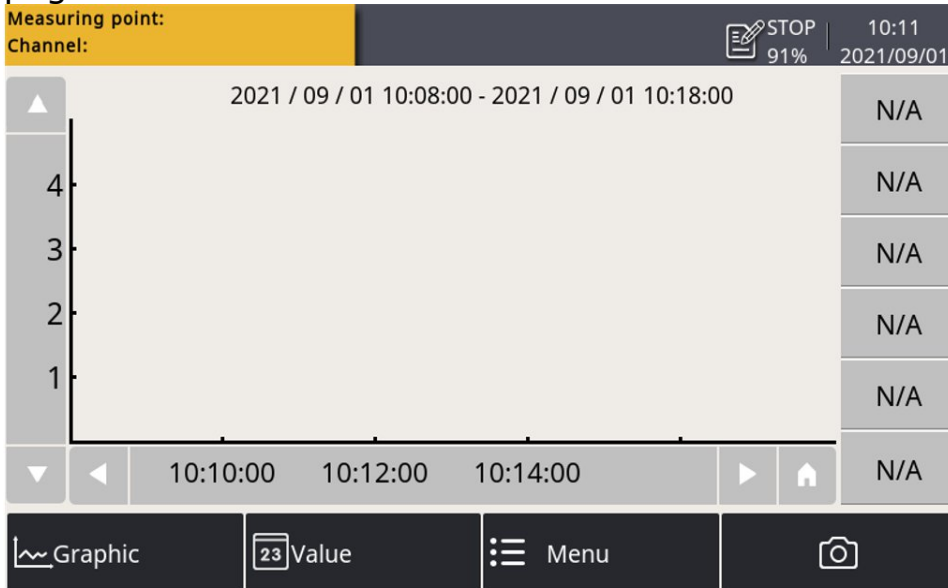 Measuring point:
Channel:
STOP
91%
10:11
2021/09/01
2021 / 09 / 01 10:08:00 - 2021 / 09 / 01 10:18:00
N/A
4
N/A
3
N/A
2
N/A
1
N/A
10:10:00 10:12:00 10:14:00
N/A
Graphic
23 Value
Menu